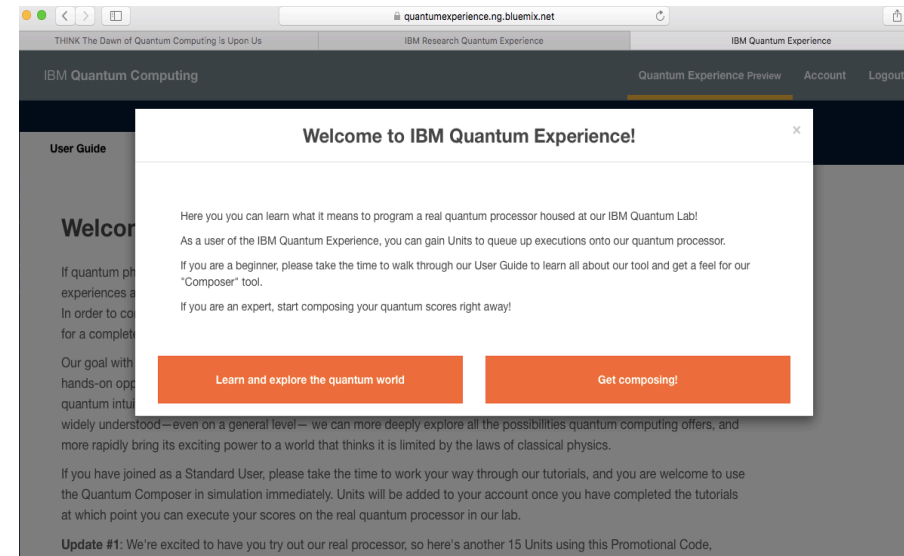 quantumexperience.ng.bluemix.net
THINK The Dawn of Quantum Computing is Upon Us
IBM Research Quantum Experience
IBM Quantum Experience
IBM Quantum Computing
Quantum Experience Preview
Account
Logout
User Guide
Welcome to IBM Quantum Experience!
×
Here you you can learn what it means to program a real quantum processor housed at our IBM Quantum Lab!
As a user of the IBM Quantum Experience, you can gain Units to queue up executions onto our quantum processor.
If you are a beginner, please take the time to walk through our User Guide to learn all about our tool and get a feel for our
"Composer" tool.
If you are an expert, start composing your quantum scores right away!
Learn and explore the quantum world
Get composing!
Welcor
If quantum ph
experiences a
In order to co
for a complete
Our goal with
hands-on opp
quantum intui
widely understood—even on a general level— we can more deeply explore all the possibilities quantum computing offers, and
more rapidly bring its exciting power to a world that thinks it is limited by the laws of classical physics.
If you have joined as a Standard User, please take the time to work your way through our tutorials, and you are welcome to use
the Quantum Composer in simulation immediately. Units will be added to your account once you have completed the tutorials
at which point you can execute your scores on the real quantum processor in our lab.
Update #1: We're excited to have you try out our real processor, so here's another 15 Units using this Promotional Code,